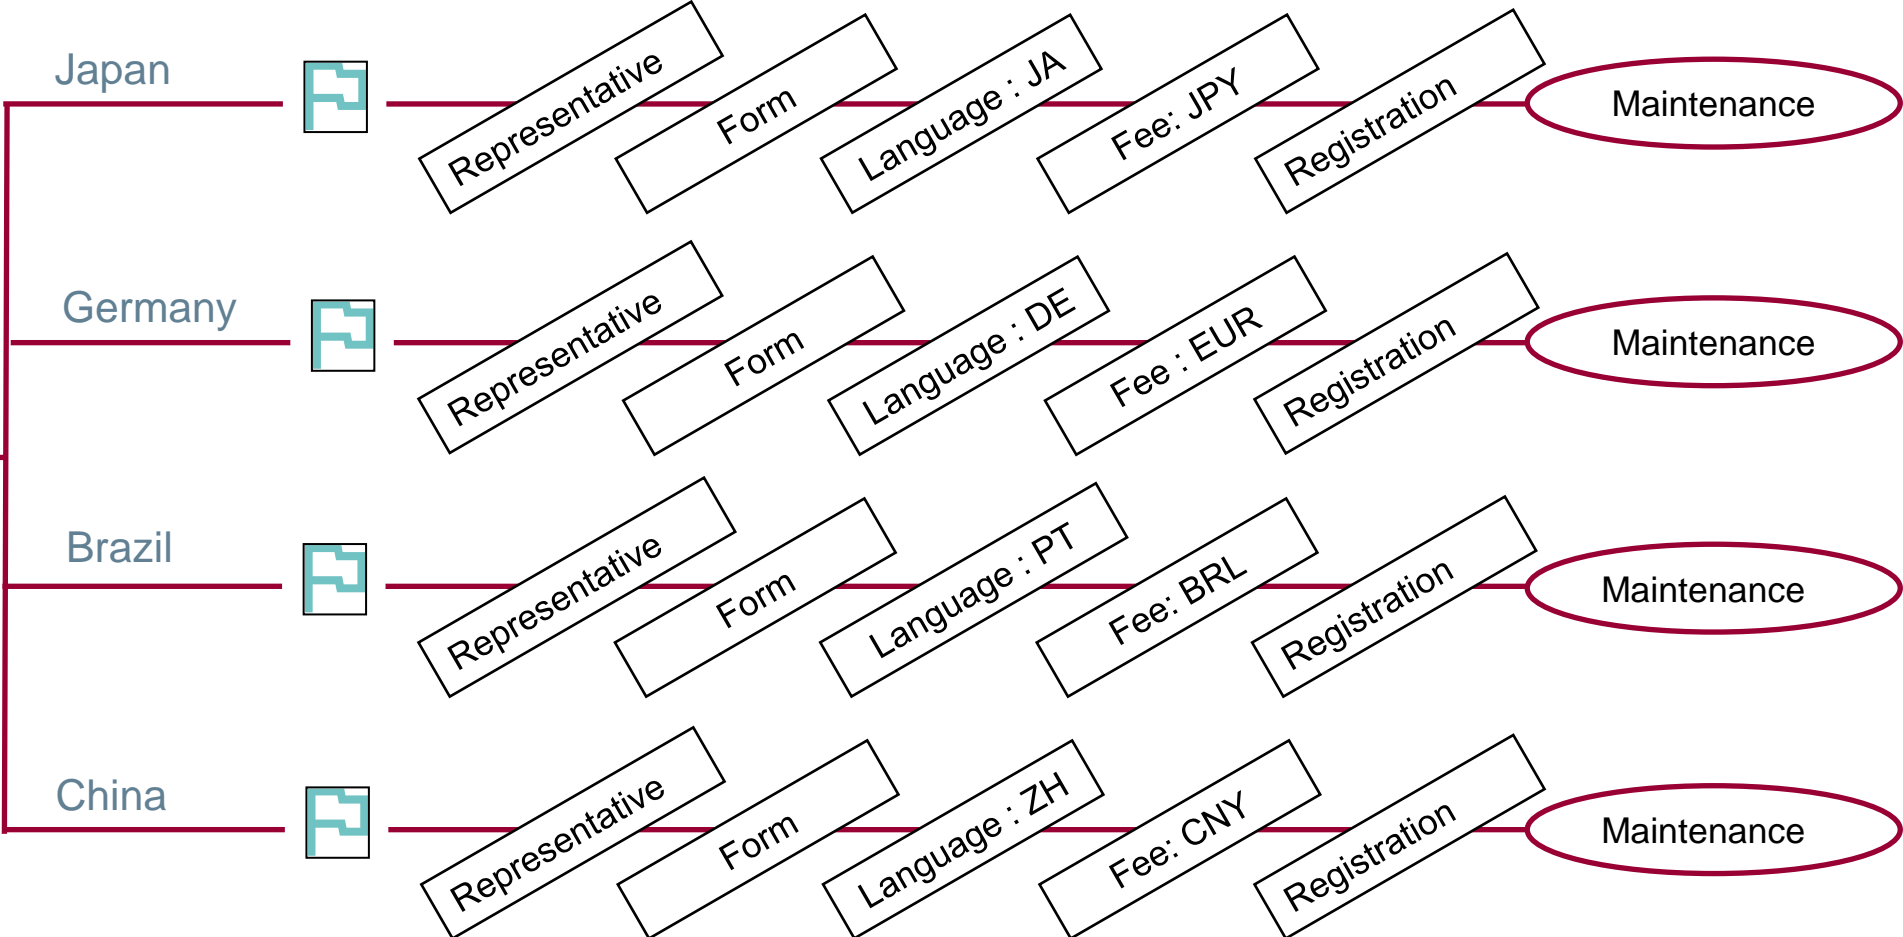 Japan
Representative
Form
Language : JA
Fee: JPY
Registration
Maintenance
Germany
Representative
Form
Language : DE
Fee : EUR
Registration
Maintenance
Brazil
Representative
Form
Language : PT
Fee: BRL
Registration
Maintenance
China
Representative
Form
Language : ZH
Fee: CNY
Registration
Maintenance